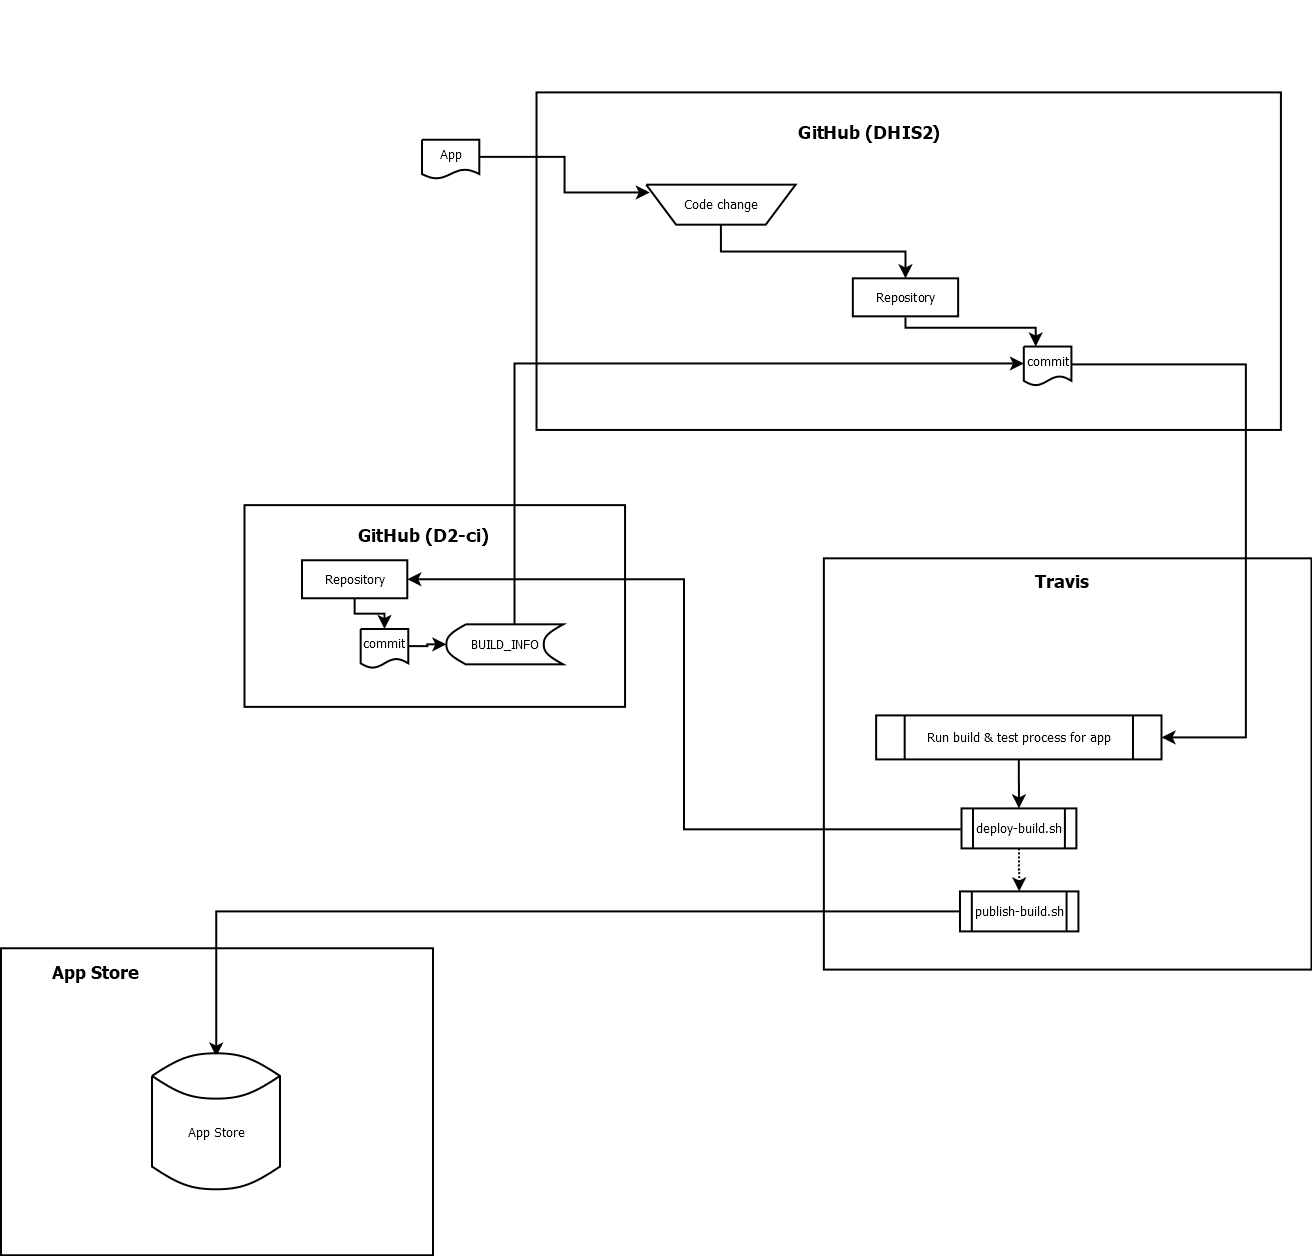 GitHub (DHIS2)
App
Code change
Repository
commit
GitHub (D2-ci)
Repository
commit
BUILD_INFO
Travis
Run build & test process for app
deploy-build.sh
publish-build.sh
App Store
App Store